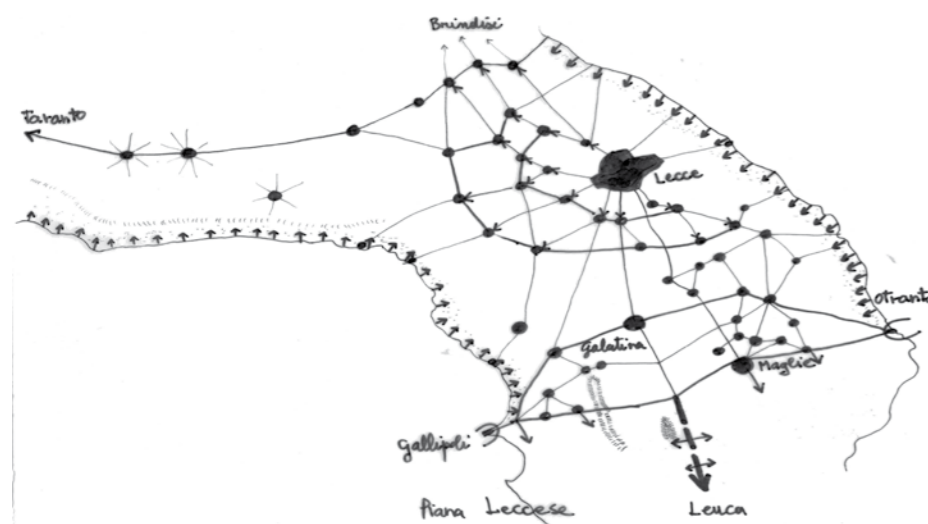 Brindisi
Taranto
Lecce
Otranto
Galatina
Maglie
Gallipoli
Piana Leccese
Leuca